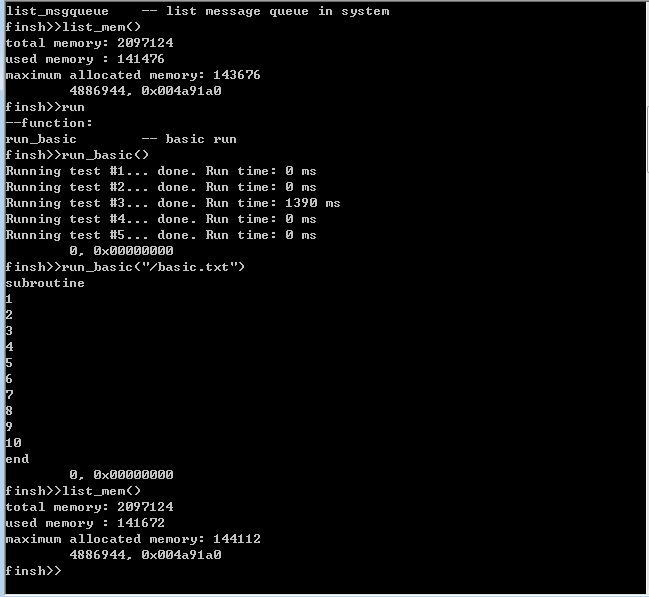 list_msgqueue    -- list message queue in system
finsh>>list_mem()
total memory: 2097124
used memory : 141476
maximum allocated memory: 143676
        4886944, 0x004a91a0
finsh>>run
--function:
run_basic        -- basic run
finsh>>run_basic()
Running test #1... done. Run time: 0 ms
Running test #2... done. Run time: 0 ms
Running test #3... done. Run time: 1390 ms
Running test #4... done. Run time: 0 ms
Running test #5... done. Run time: 0 ms
        0, 0x00000000
finsh>>run_basic("/basic.txt")
subroutine
1
2
3
4
5
6
7
8
9
10
end
        0, 0x00000000
finsh>>list_mem()
total memory: 2097124
used memory : 141672
maximum allocated memory: 144112
        4886944, 0x004a91a0
finsh>>